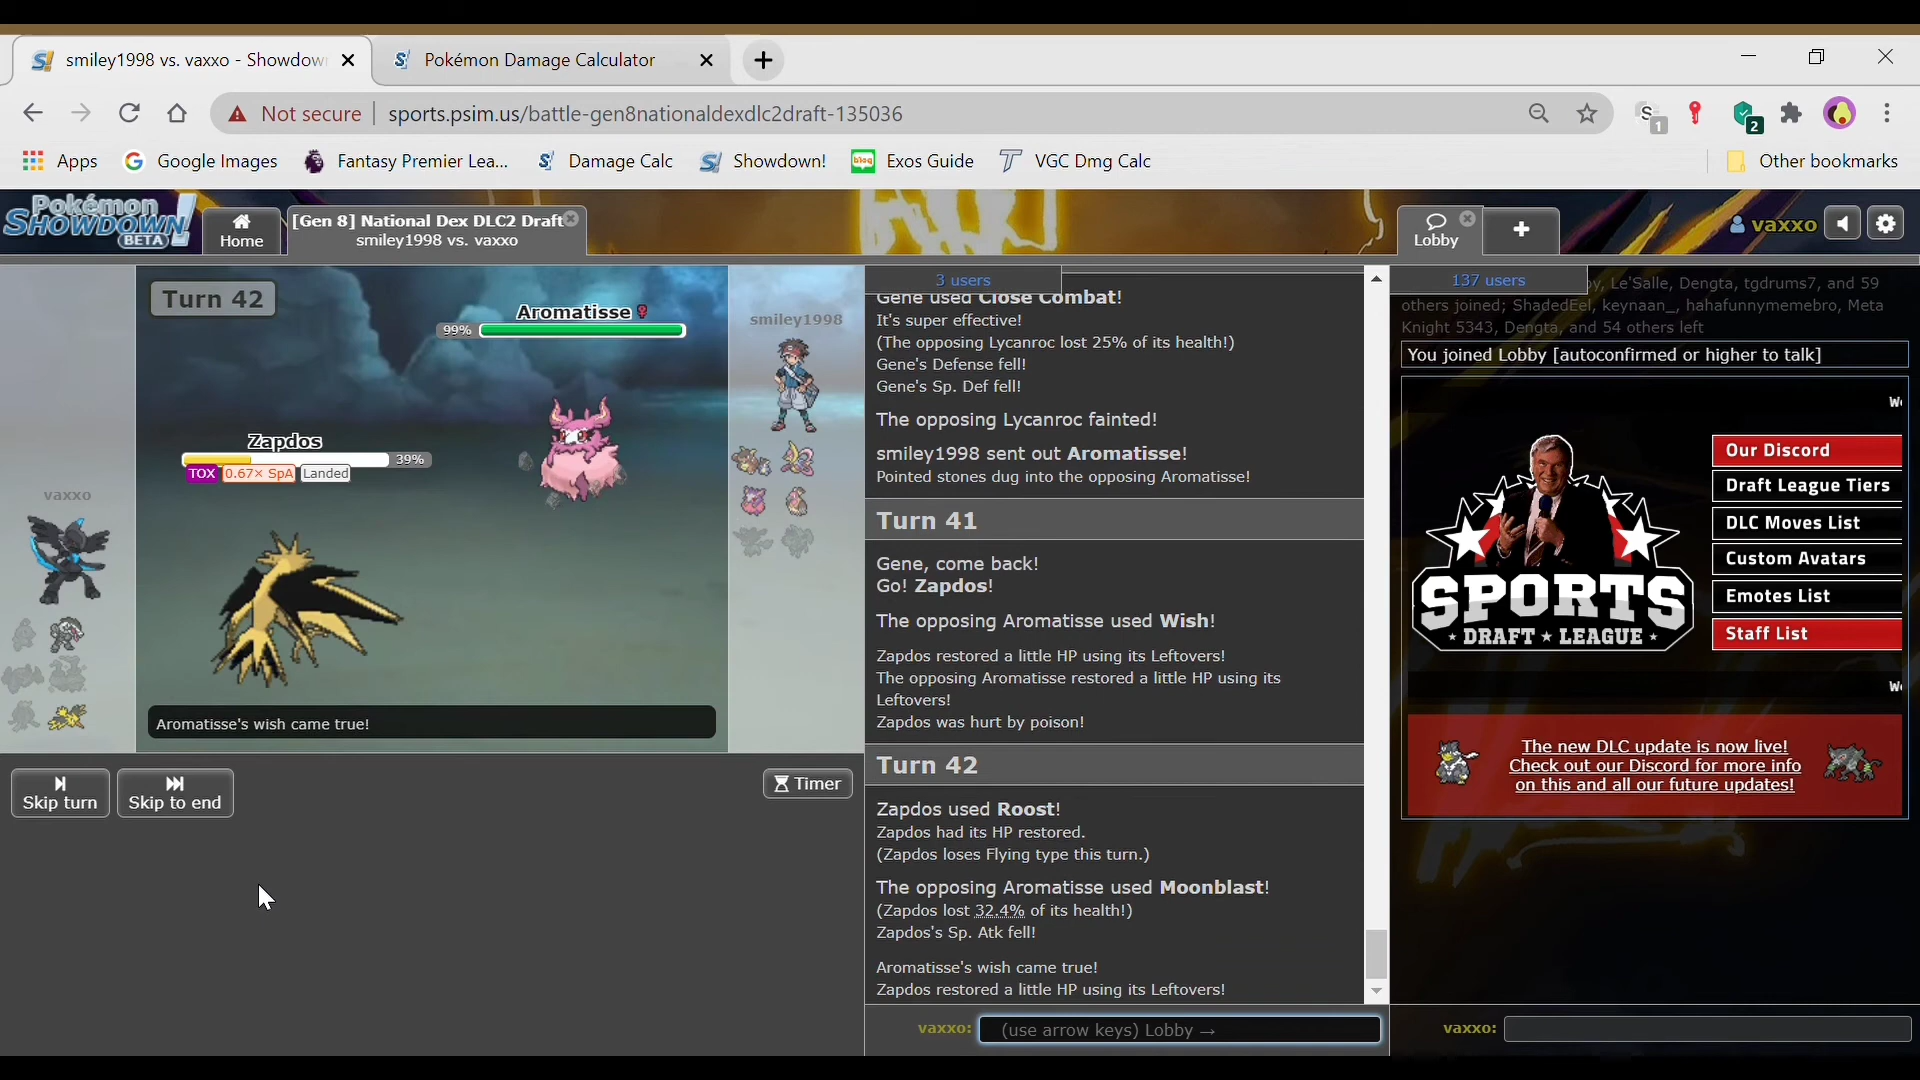 smiley1998 vs. vaxxo - Showdow
Pokémon Damage Calculator
Not secure
sports.psim.us/battle-gen8nationaldexdlc2draft-135036
S
1
2
Apps
Google Images
Fantasy Premier Lea...
Damage Calc
Showdown!
blog
Exos Guide
VGC Dmg Calc
Other bookmarks
Pokémon
SHOWDOWN!
BETA
Home
[Gen 8] National Dex DLC2 Draft
smiley1998 vs. vaxxo
Lobby
vaxxo
Turn 42
Aromatisse
99%
Zapdos
39%
TOX 0.67× SpA Landed
smiley1998
vaxxo
Aromatisse's wish came true!
Skip turn
Skip to end
Timer
3 users
Gene used Close Combat!
It's super effective!
(The opposing Lycanroc lost 25% of its health!)
Gene's Defense fell!
Gene's Sp. Def fell!
The opposing Lycanroc fainted!
smiley1998 sent out Aromatisse!
Pointed stones dug into the opposing Aromatisse!
Turn 41
Gene, come back!
Go! Zapdos!
The opposing Aromatisse used Wish!
Zapdos restored a little HP using its Leftovers!
The opposing Aromatisse restored a little HP using its
Leftovers!
Zapdos was hurt by poison!
Turn 42
Zapdos used Roost!
Zapdos had its HP restored.
(Zapdos loses Flying type this turn.)
The opposing Aromatisse used Moonblast!
(Zapdos lost 32.4% of its health!)
Zapdos's Sp. Atk fell!
Aromatisse's wish came true!
Zapdos restored a little HP using its Leftovers!
vaxxo:
(use arrow keys) Lobby →
137 users
Le'Salle, Dengta, tgdrums7, and 59
others joined; ShadedEel, keynaan_, hahafunnymemebro, Meta
Knight 5343, Dengta, and 54 others left
You joined Lobby [autoconfirmed or higher to talk]
SPORTS
DRAFT ★ LEAGUE
Our Discord
Draft League Tiers
DLC Moves List
Custom Avatars
Emotes List
Staff List
The new DLC update is now live!
Check out our Discord for more info
on this and all our future updates!
vaxxo: